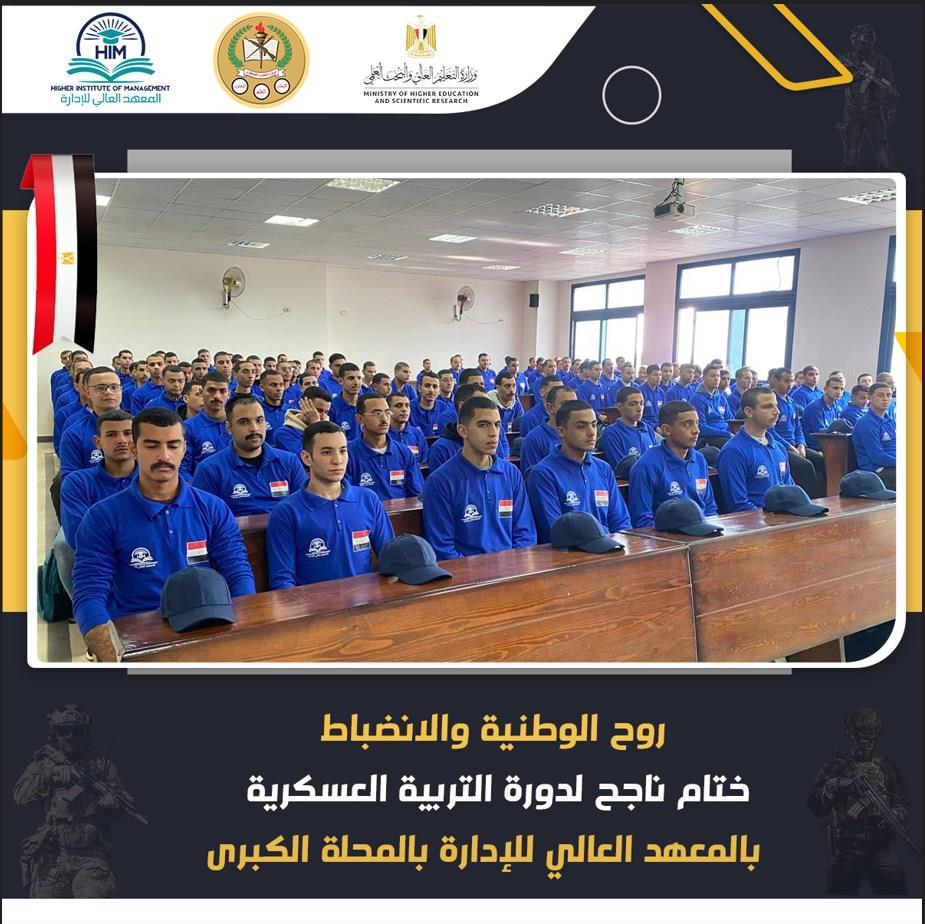 HIM
HIGHER INSTITUTE OF MANAGEMENT
المعهد العالي للإدارة
وزارة التعليم العالي والبحث العلمي
MINISTRY OF HIGHER EDUCATION
AND SCIENTIFIC RESEARCH
روح الوطنية والانضباط
ختام ناجح لدورة التربية العسكرية
بالمعهد العالي للإدارة بالمحلة الكبرى